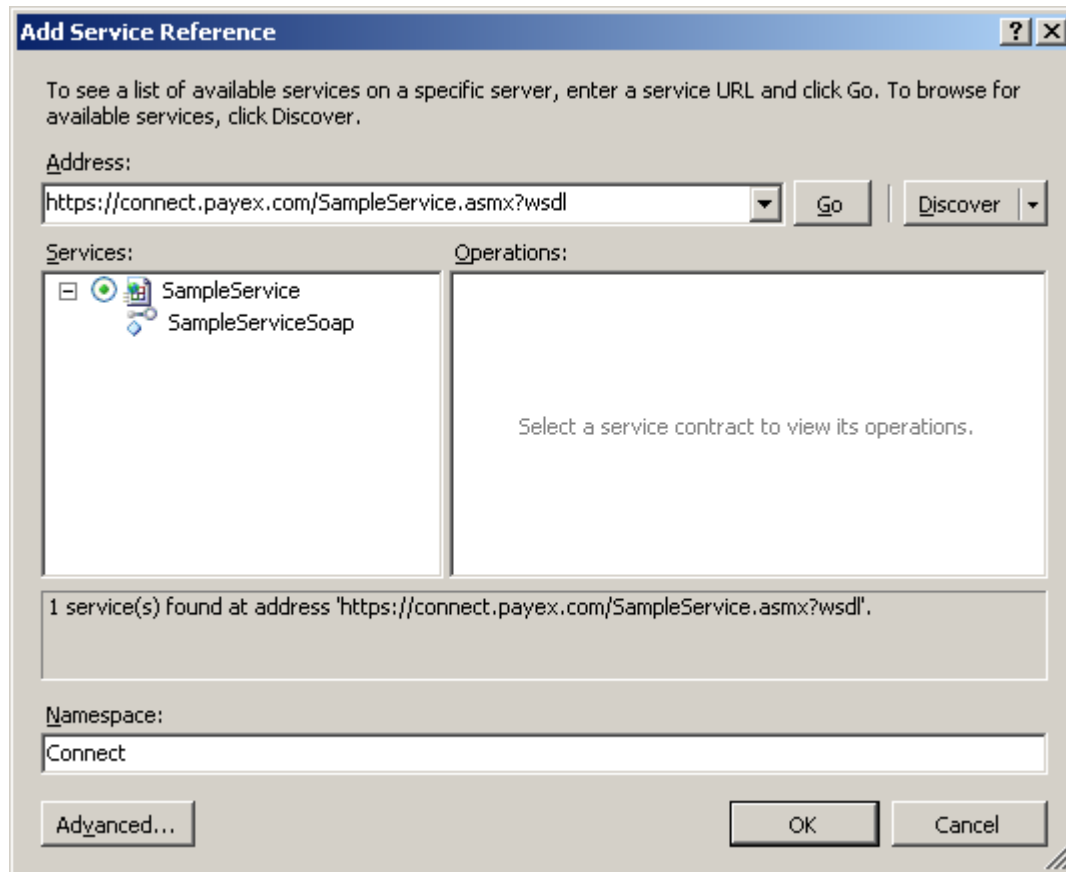 Add Service Reference
To see a list of available services on a specific server, enter a service URL and click Go. To browse for
available services, click Discover.
Address:
https://connect.payex.com/SampleService.asmx?wsdl
Go
Discover
Services:
Operations:
SampleService
SampleServiceSoap
Select a service contract to view its operations.
1 service(s) found at address 'https://connect.payex.com/SampleService.asmx?wsdl'.
Namespace:
Connect
Advanced...
OK
Cancel